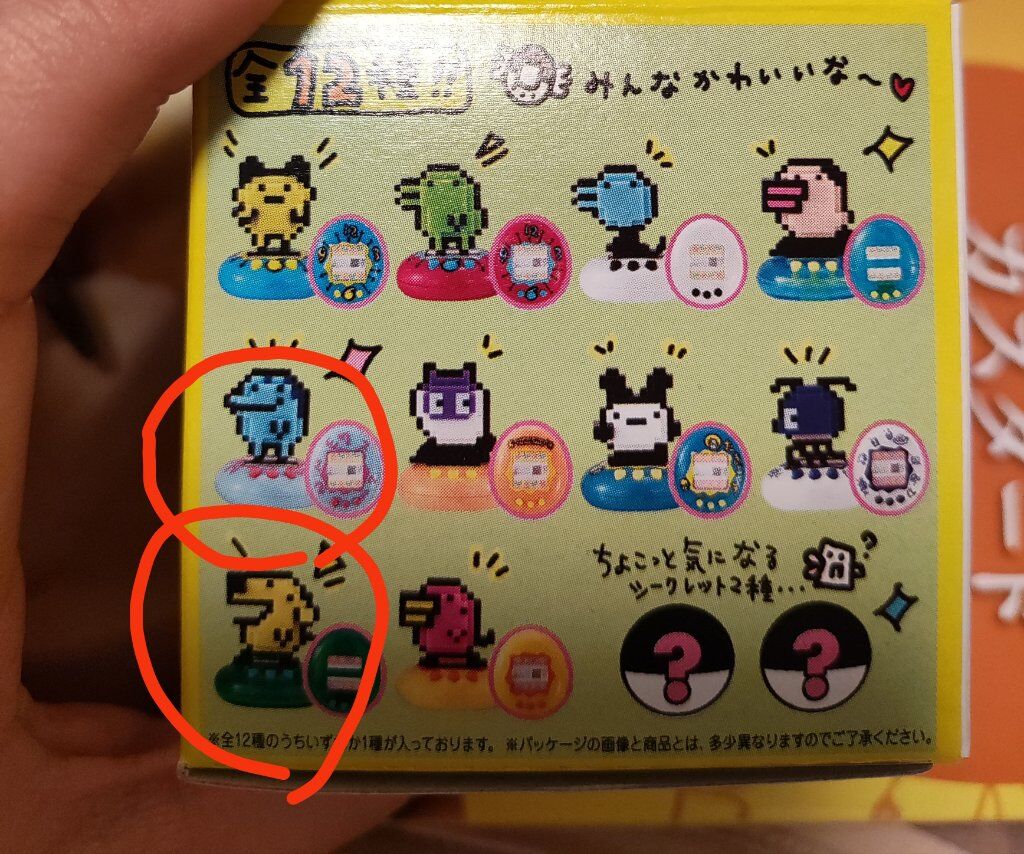 全12種!!
みんなかわいいな〜
ちょこっと気になる
シークレット2種・・・
?
? ?
※全12種のうちいず か1種が入っております。 ※パッケージの画像と商品とは、多少異なりますのでご了承ください。